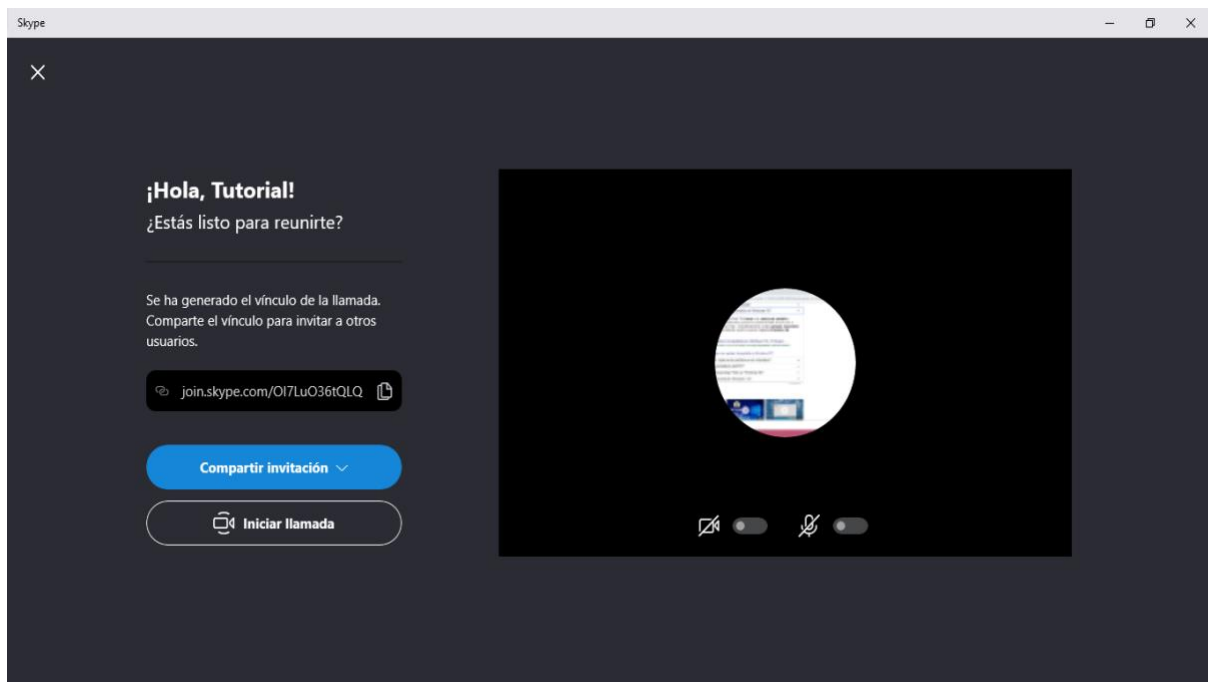 Skype
¡Hola, Tutorial!
¿Estás listo para reunirte?
Se ha generado el vínculo de la llamada.
Comparte el vínculo para invitar a otros
usuarios.
join.skype.com/OI7LuO36tQLQ
Compartir invitación
Iniciar llamada